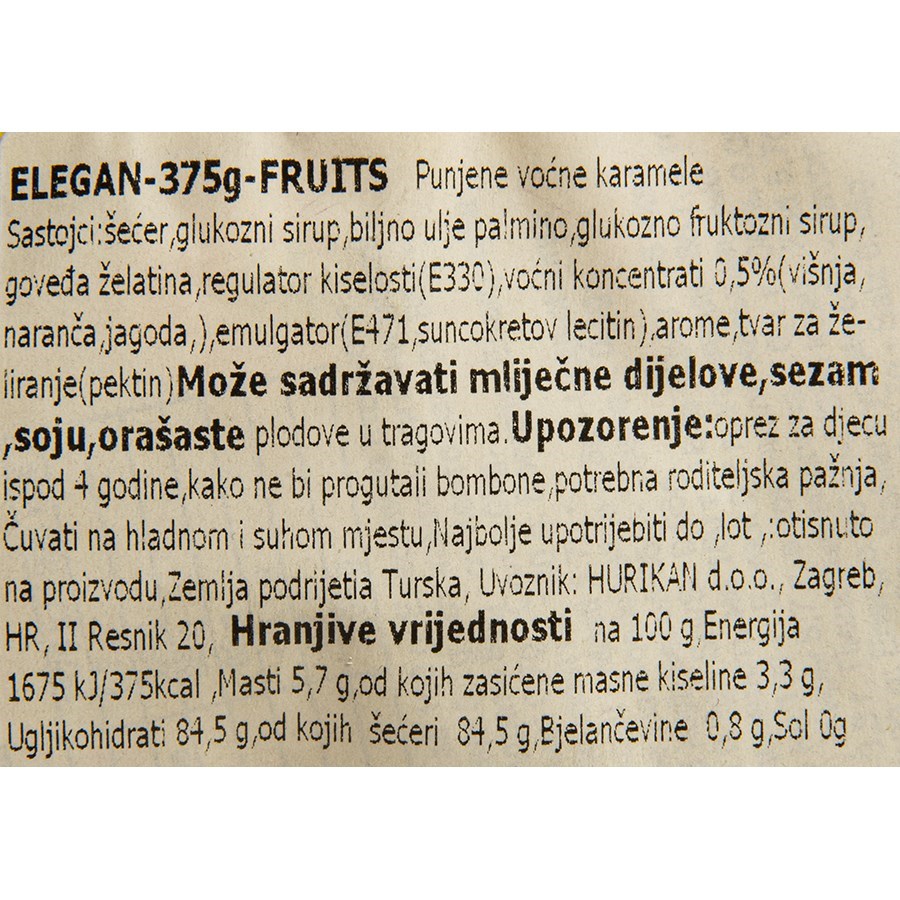 ELEGAN-375g-FRUITS Punjene voćne karamele
Sastojci:šećer,glukozni sirup,biljno ulje palmino,glukozno fruktozni sirup,
goveđa želatina,regulator kiselosti(E330),voćni koncentrati 0,5%(višnja,
naranča,jagoda,),emulgator(E471,suncokretov lecitin),arome,tvar za že-
liranje(pektin)Može sadržavati mliječne dijelove,sezam
,soju,orašaste plodove u tragovima.Upozorenje:oprez za djecu
ispod 4 godine,kako ne bi progutali bombone,potrebna roditeljska pažnja,
Čuvati na hladnom i suhom mjestu,Najbolje upotrijebiti do ,lot ,:otisnuto
na proizvodu,Zemlja podrijetla Turska, Uvoznik: HURIKAN d.o.o., Zagreb,
HR, II Resnik 20, Hranjive vrijednosti na 100 g,Energija
1675 kJ/375kcal ,Masti 5,7 g,od kojih zasićene masne kiseline 3,3 g,
Ugljikohidrati 84,5 g,od kojih šećeri 84,5 g,Bjelančevine 0,8 g,Sol 0g